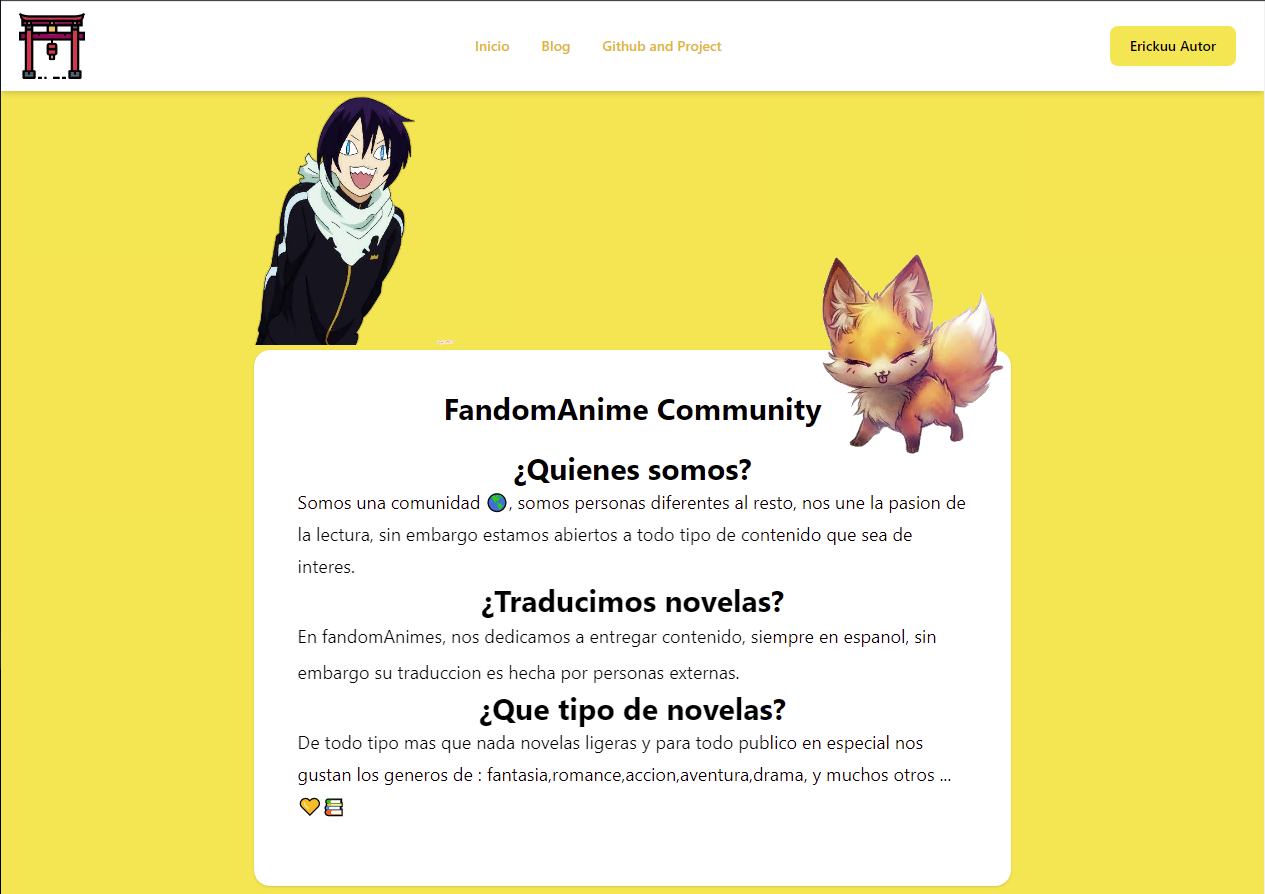 Inicio Blog Github and Project Erickuu Autor
FandomAnime Community
¿Quienes somos?
Somos una comunidad 🌎, somos personas diferentes al resto, nos une la pasion de
la lectura, sin embargo estamos abiertos a todo tipo de contenido que sea de
interes.
¿Traducimos novelas?
En fandomAnimes, nos dedicamos a entregar contenido, siempre en espanol, sin
embargo su traduccion es hecha por personas externas.
¿Que tipo de novelas?
De todo tipo mas que nada novelas ligeras y para todo publico en especial nos
gustan los generos de : fantasia,romance,accion,aventura,drama, y muchos otros ...
💛📚